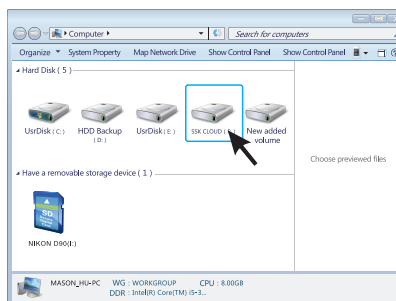 Computer
Search for computers
Organize System Property Map Network Drive Show Control Panel Show Control Panel
Hard Disk ( 5 )
UsrDisk ( C: ) HDD Backup ( D: ) UsrDisk ( E: ) SSK CLOUD ( New added volume
Choose previewed files
Have a removable storage device ( 1 )
SD
NIKON D90(I:)
MASON_HU-PC WG : WORKGROUP CPU : 8.00GB
DDR : Intel(R) Core(TM) i5-3...